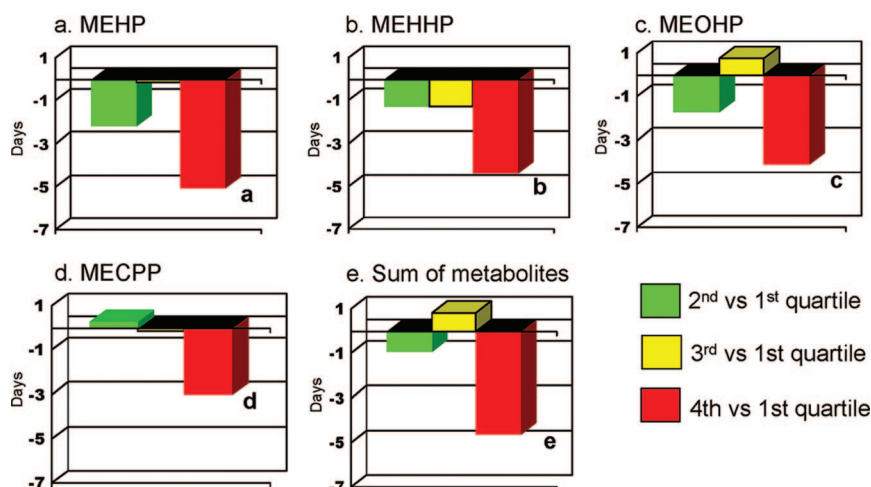 a. MEHP
1
-1
-3
-5
-7
Days
a
b. MEHHP
1
-1
-3
-5
-7
Days
b
c. MEOHP
1
-1
-3
-5
-7
Days
c
d. MECPP
1
-1
-3
-5
-7
Days
d
e. Sum of metabolites
1
-1
-3
-5
-7
Days
e
2nd vs 1st quartile
3rd vs 1st quartile
4th vs 1st quartile